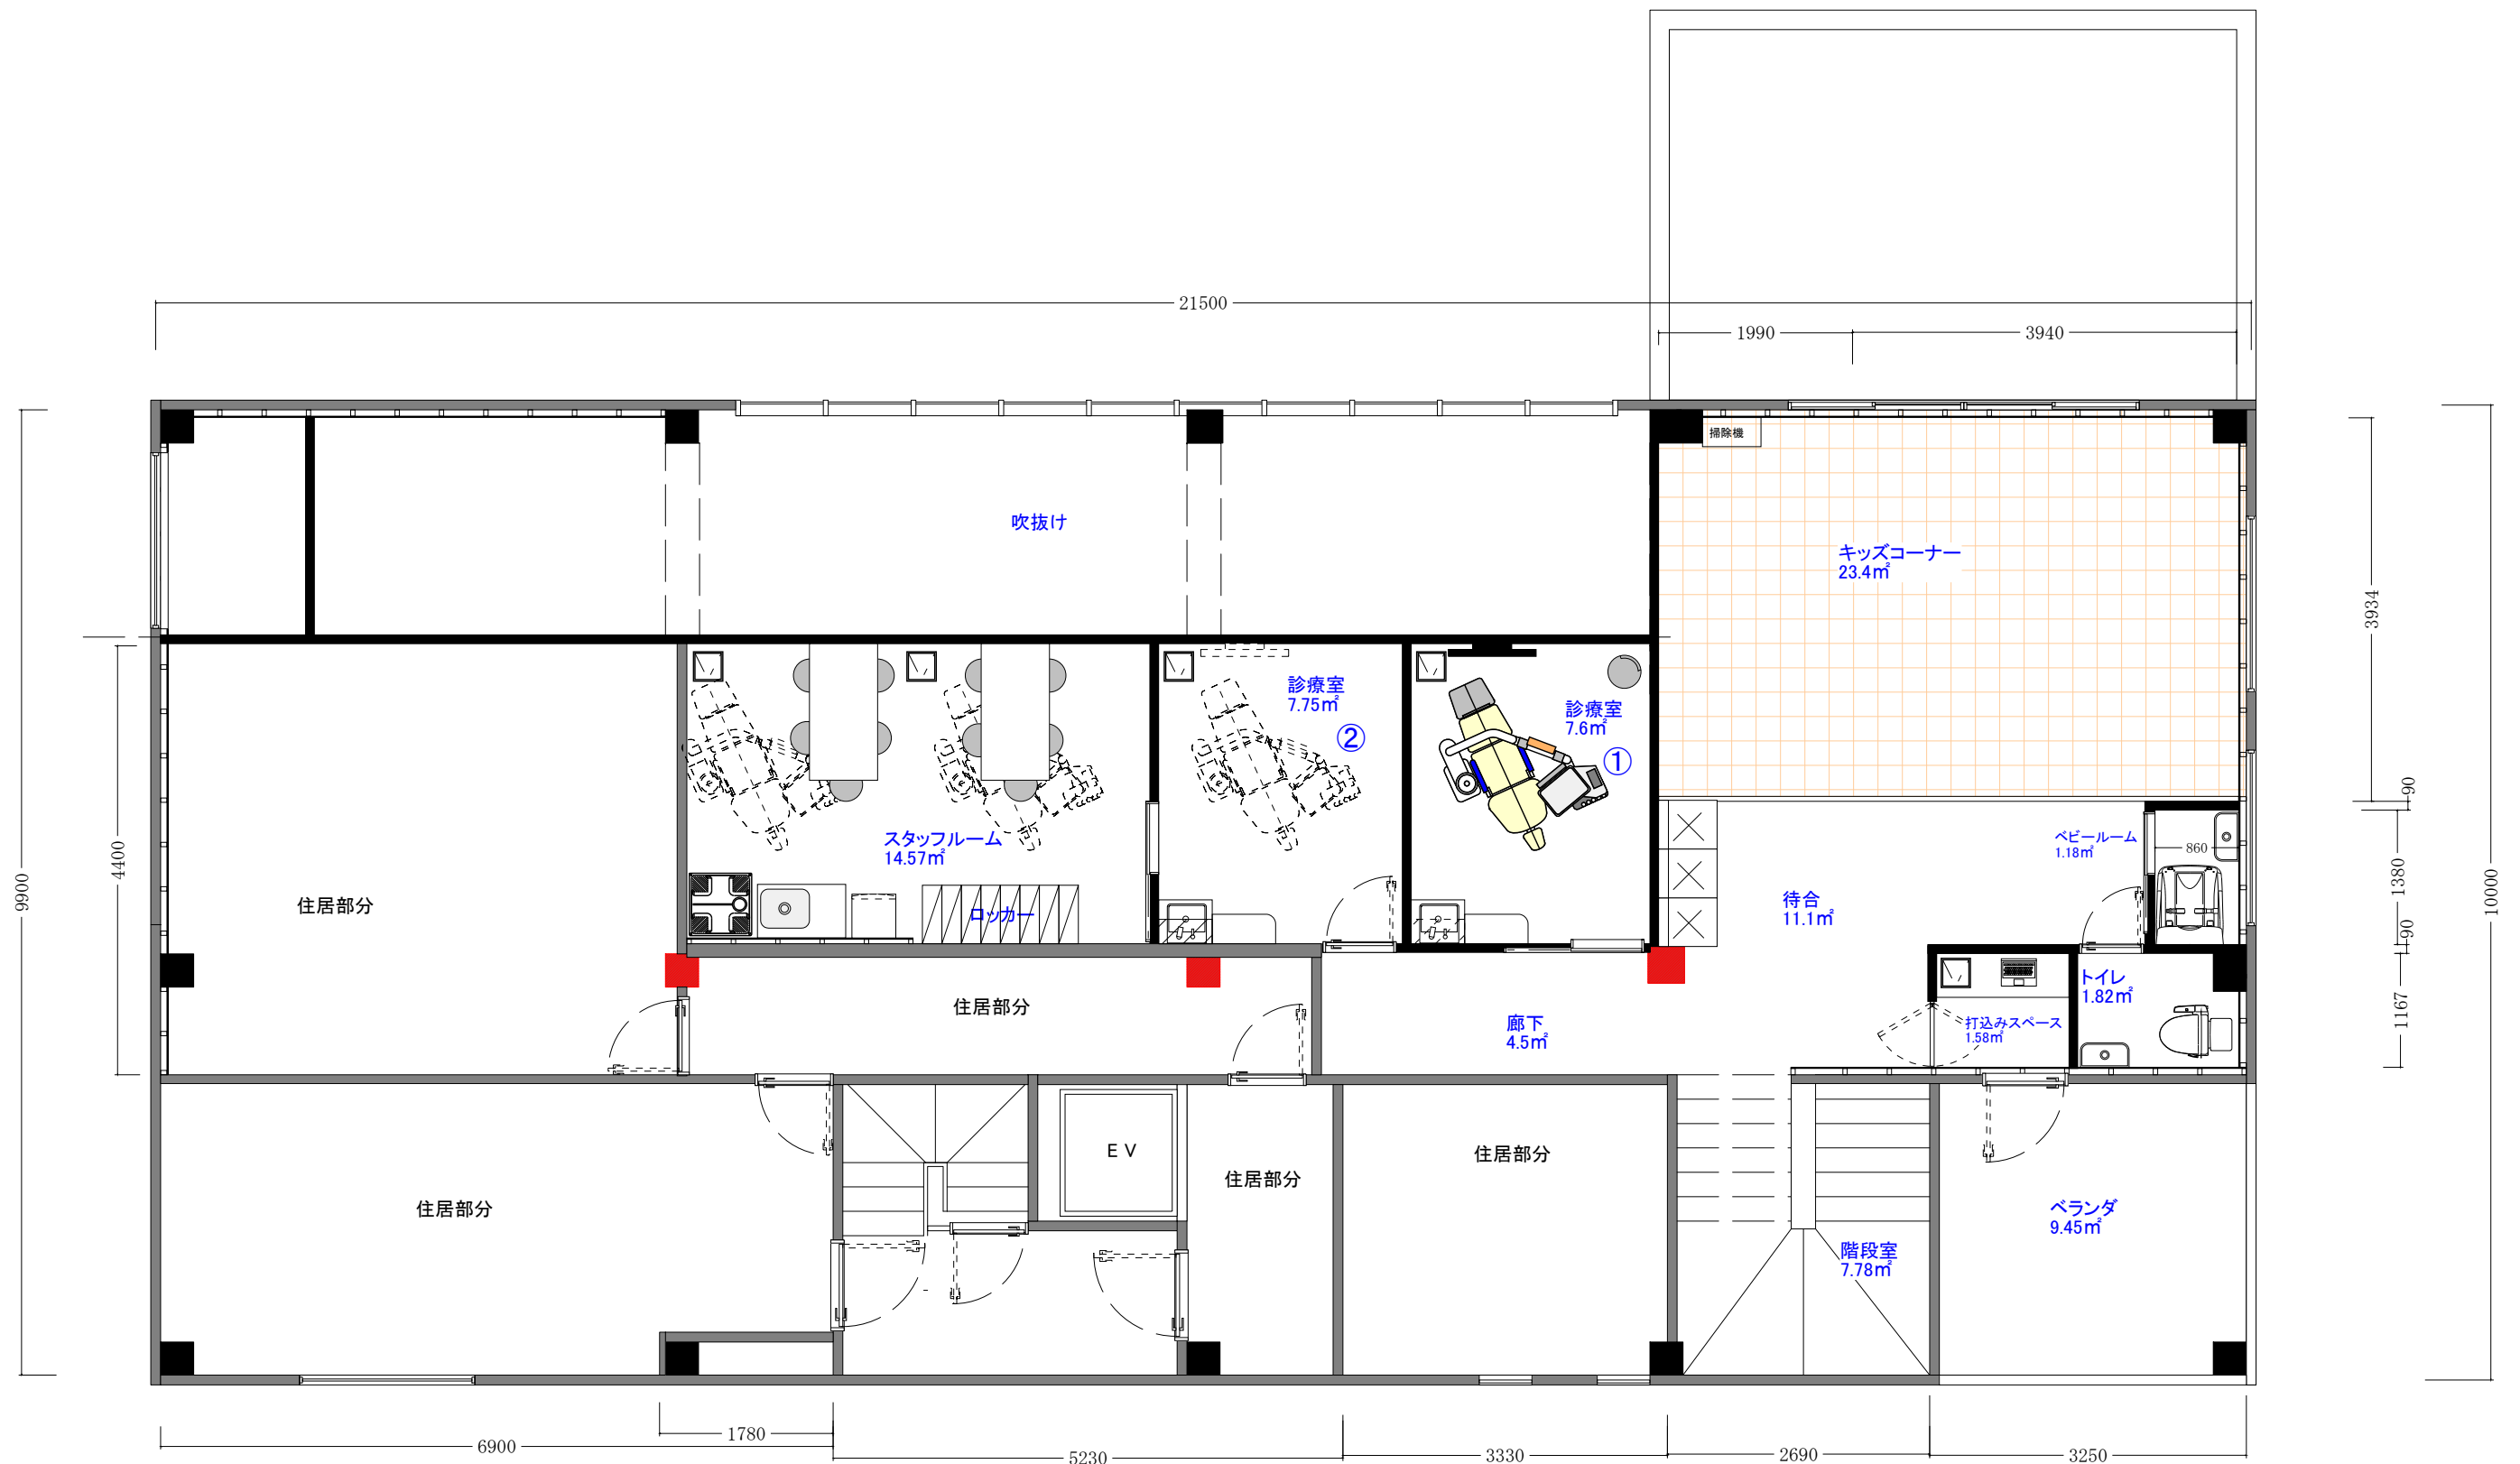 21500
1990
3940
掃除機
吹抜け
キッズコーナー
23.4㎡
3934
診療室
7.75㎡
②
診療室
7.6㎡
①
スタッフルーム
14.57㎡
ロッカー
住居部分
4400
9900
待合
11.1㎡
ベビールーム
1.18㎡
860
90
1380
90
1167
10000
トイレ
1.82㎡
打込みスペース
1.58㎡
住居部分
廊下
4.5㎡
ＥＶ
住居部分
住居部分
住居部分
階段室
7.78㎡
ベランダ
9.45㎡
1780
6900
5230
3330
2690
3250